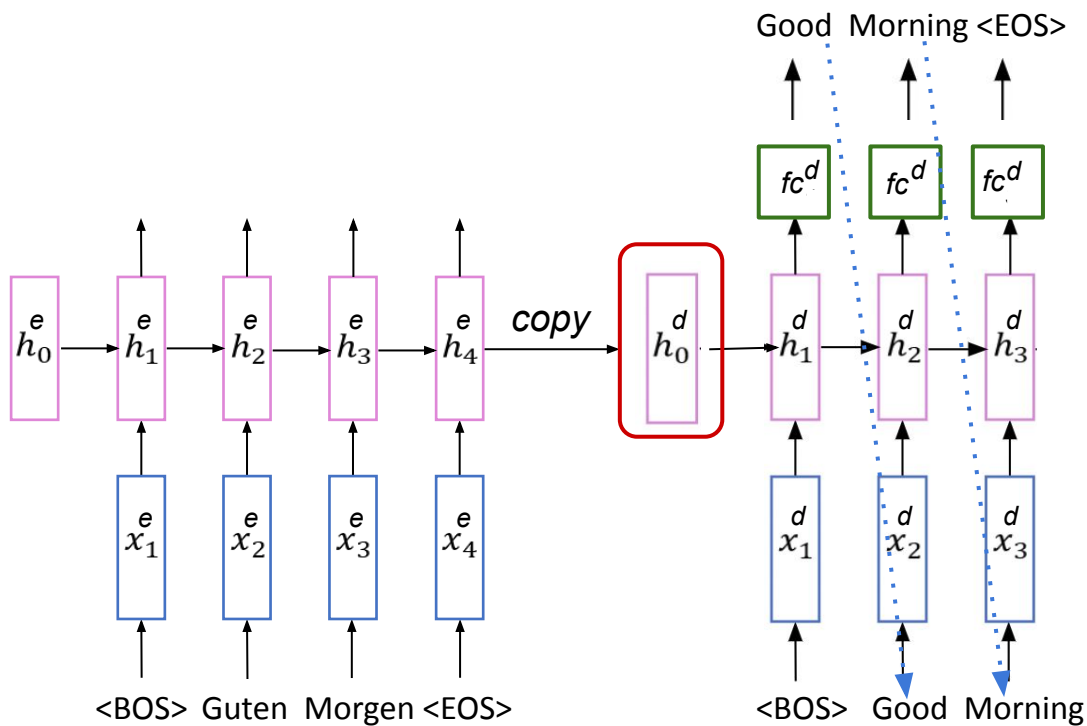 Good Morning <EOS>
fc^d fc^d fc^d
h_0^e h_1^e h_2^e h_3^e h_4^e copy h_0^d h_1^d h_2^d h_3^d
x_1^e x_2^e x_3^e x_4^e x_1^d x_2^d x_3^d
<BOS> Guten Morgen <EOS> <BOS> Good Morning